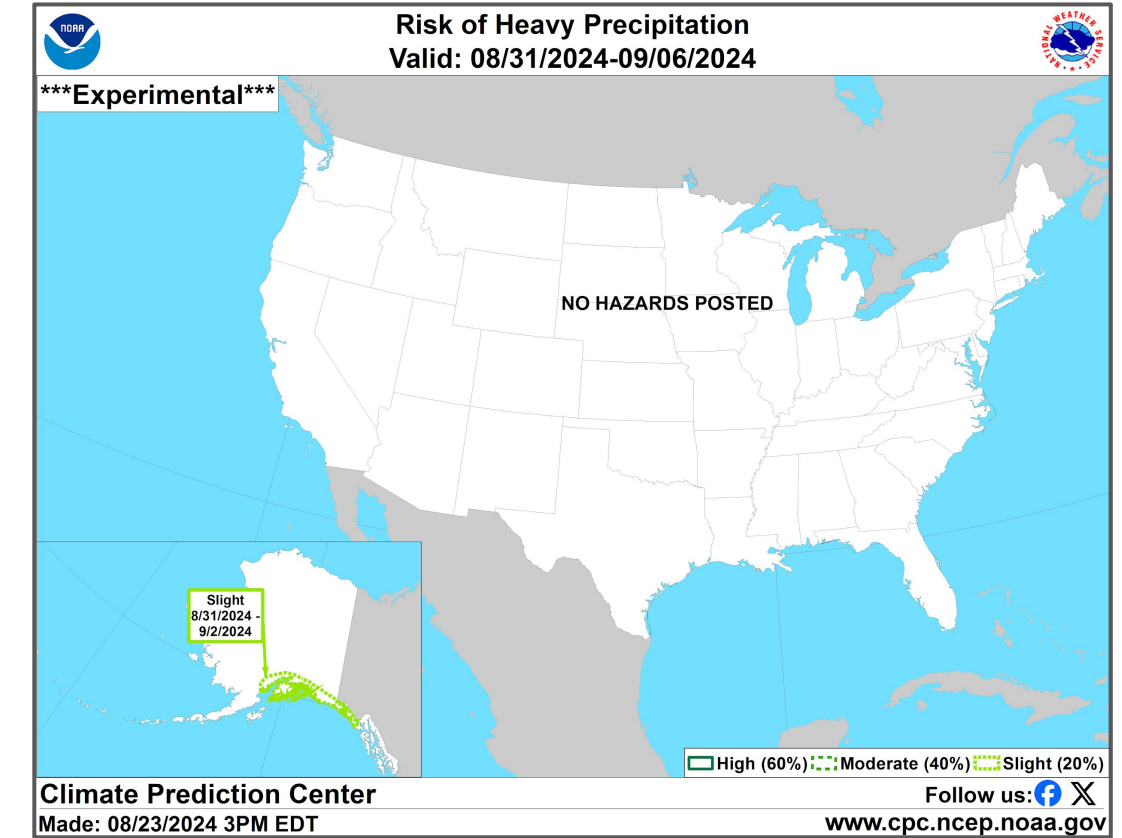 NOAA
Risk of Heavy Precipitation
Valid: 08/31/2024-09/06/2024
NATIONAL WEATHER SERVICE
***Experimental***
NO HAZARDS POSTED
Slight
8/31/2024 -
9/2/2024
High (60%) Moderate (40%) Slight (20%)
Climate Prediction Center
Follow us:
Made: 08/23/2024 3PM EDT
www.cpc.ncep.noaa.gov